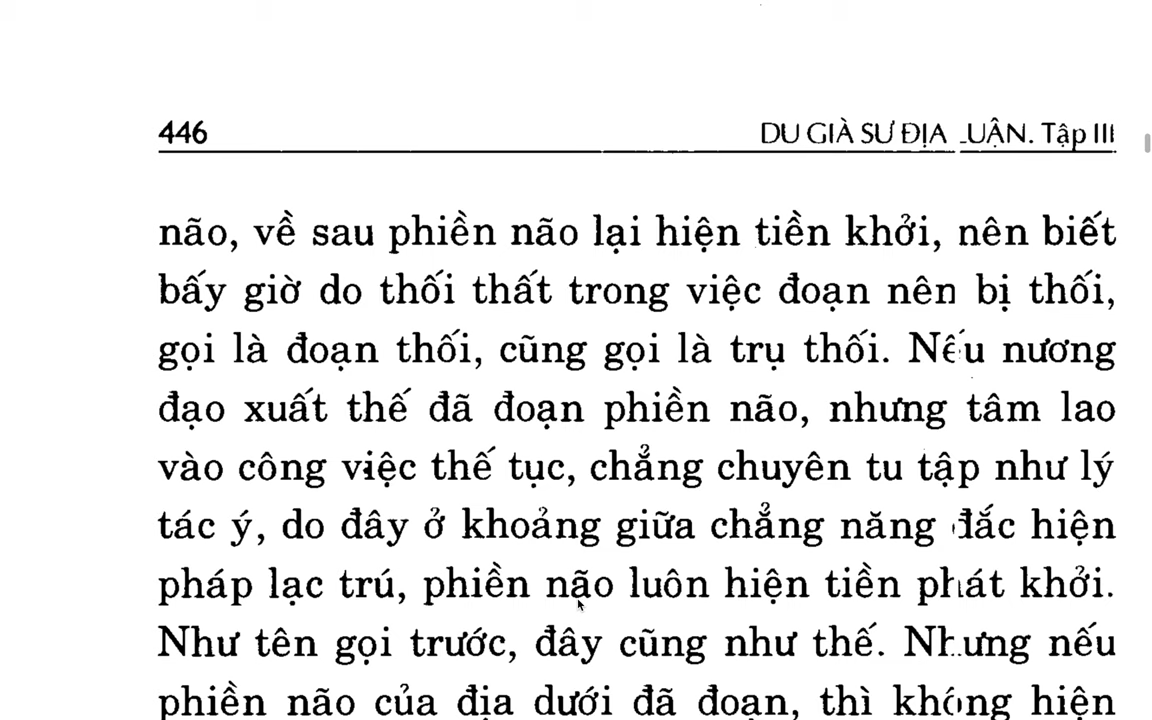 446 DU GIÀ SƯ ĐỊA LUẬN. Tập III
não, về sau phiền não lại hiện tiền khởi, nên biết
bấy giờ do thối thất trong việc đoạn nên bị thối,
gọi là đoạn thối, cũng gọi là trụ thối. Nếu nương
đạo xuất thế đã đoạn phiền não, nhưng tâm lao
vào công việc thế tục, chẳng chuyên tu tập như lý
tác ý, do đây ở khoảng giữa chẳng năng đắc hiện
pháp lạc trú, phiền não luôn hiện tiền phát khởi.
Như tên gọi trước, đây cũng như thế. Nhưng nếu
phiền não của địa dưới đã đoạn, thì không hiện